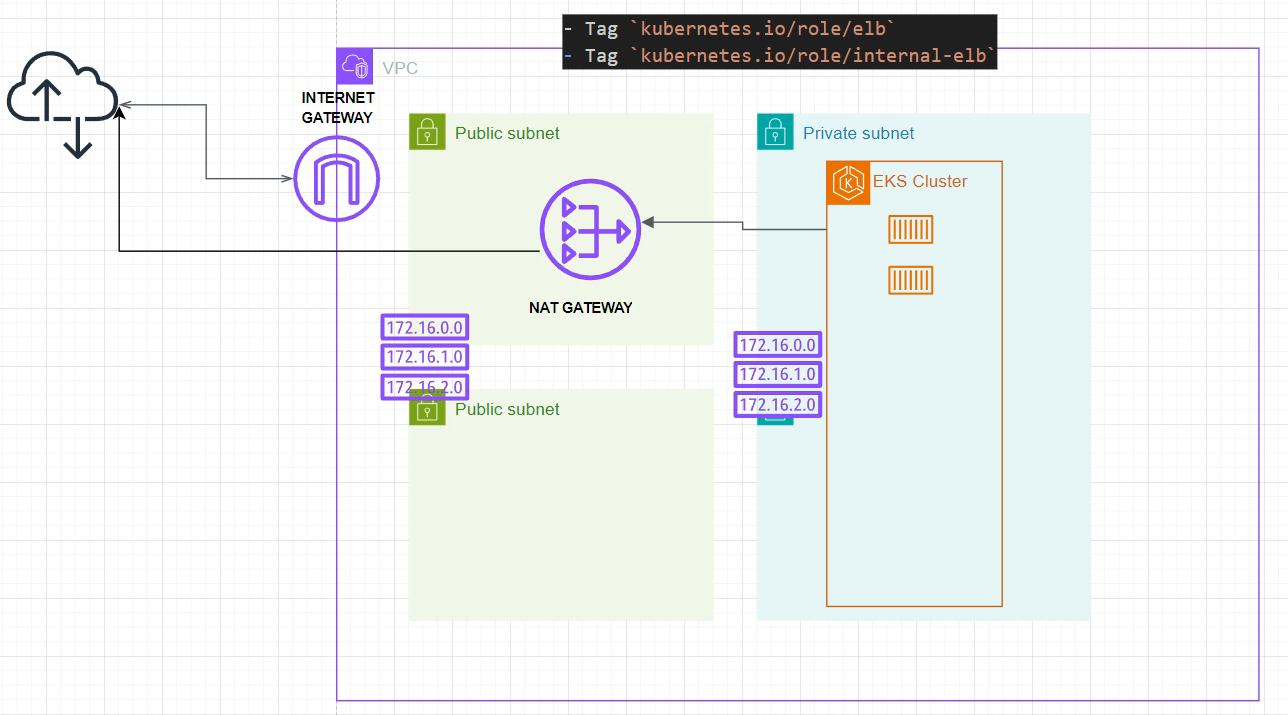 - Tag `kubernetes.io/role/elb`
- Tag `kubernetes.io/role/internal-elb`
VPC
INTERNET
GATEWAY
Public subnet
Private subnet
EKS Cluster
NAT GATEWAY
172.16.0.0
172.16.1.0
172.16.2.0
172.16.0.0
172.16.1.0
172.16.2.0
Public subnet